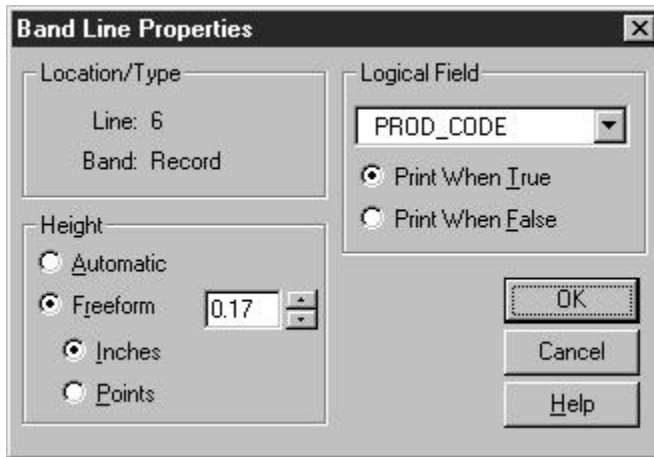 Band Line Properties
Location/Type
Line: 6
Band: Record
Height
Automatic
Freeform 0.17
Inches
Points
Logical Field
PROD_CODE
Print When True
Print When False
OK
Cancel
Help